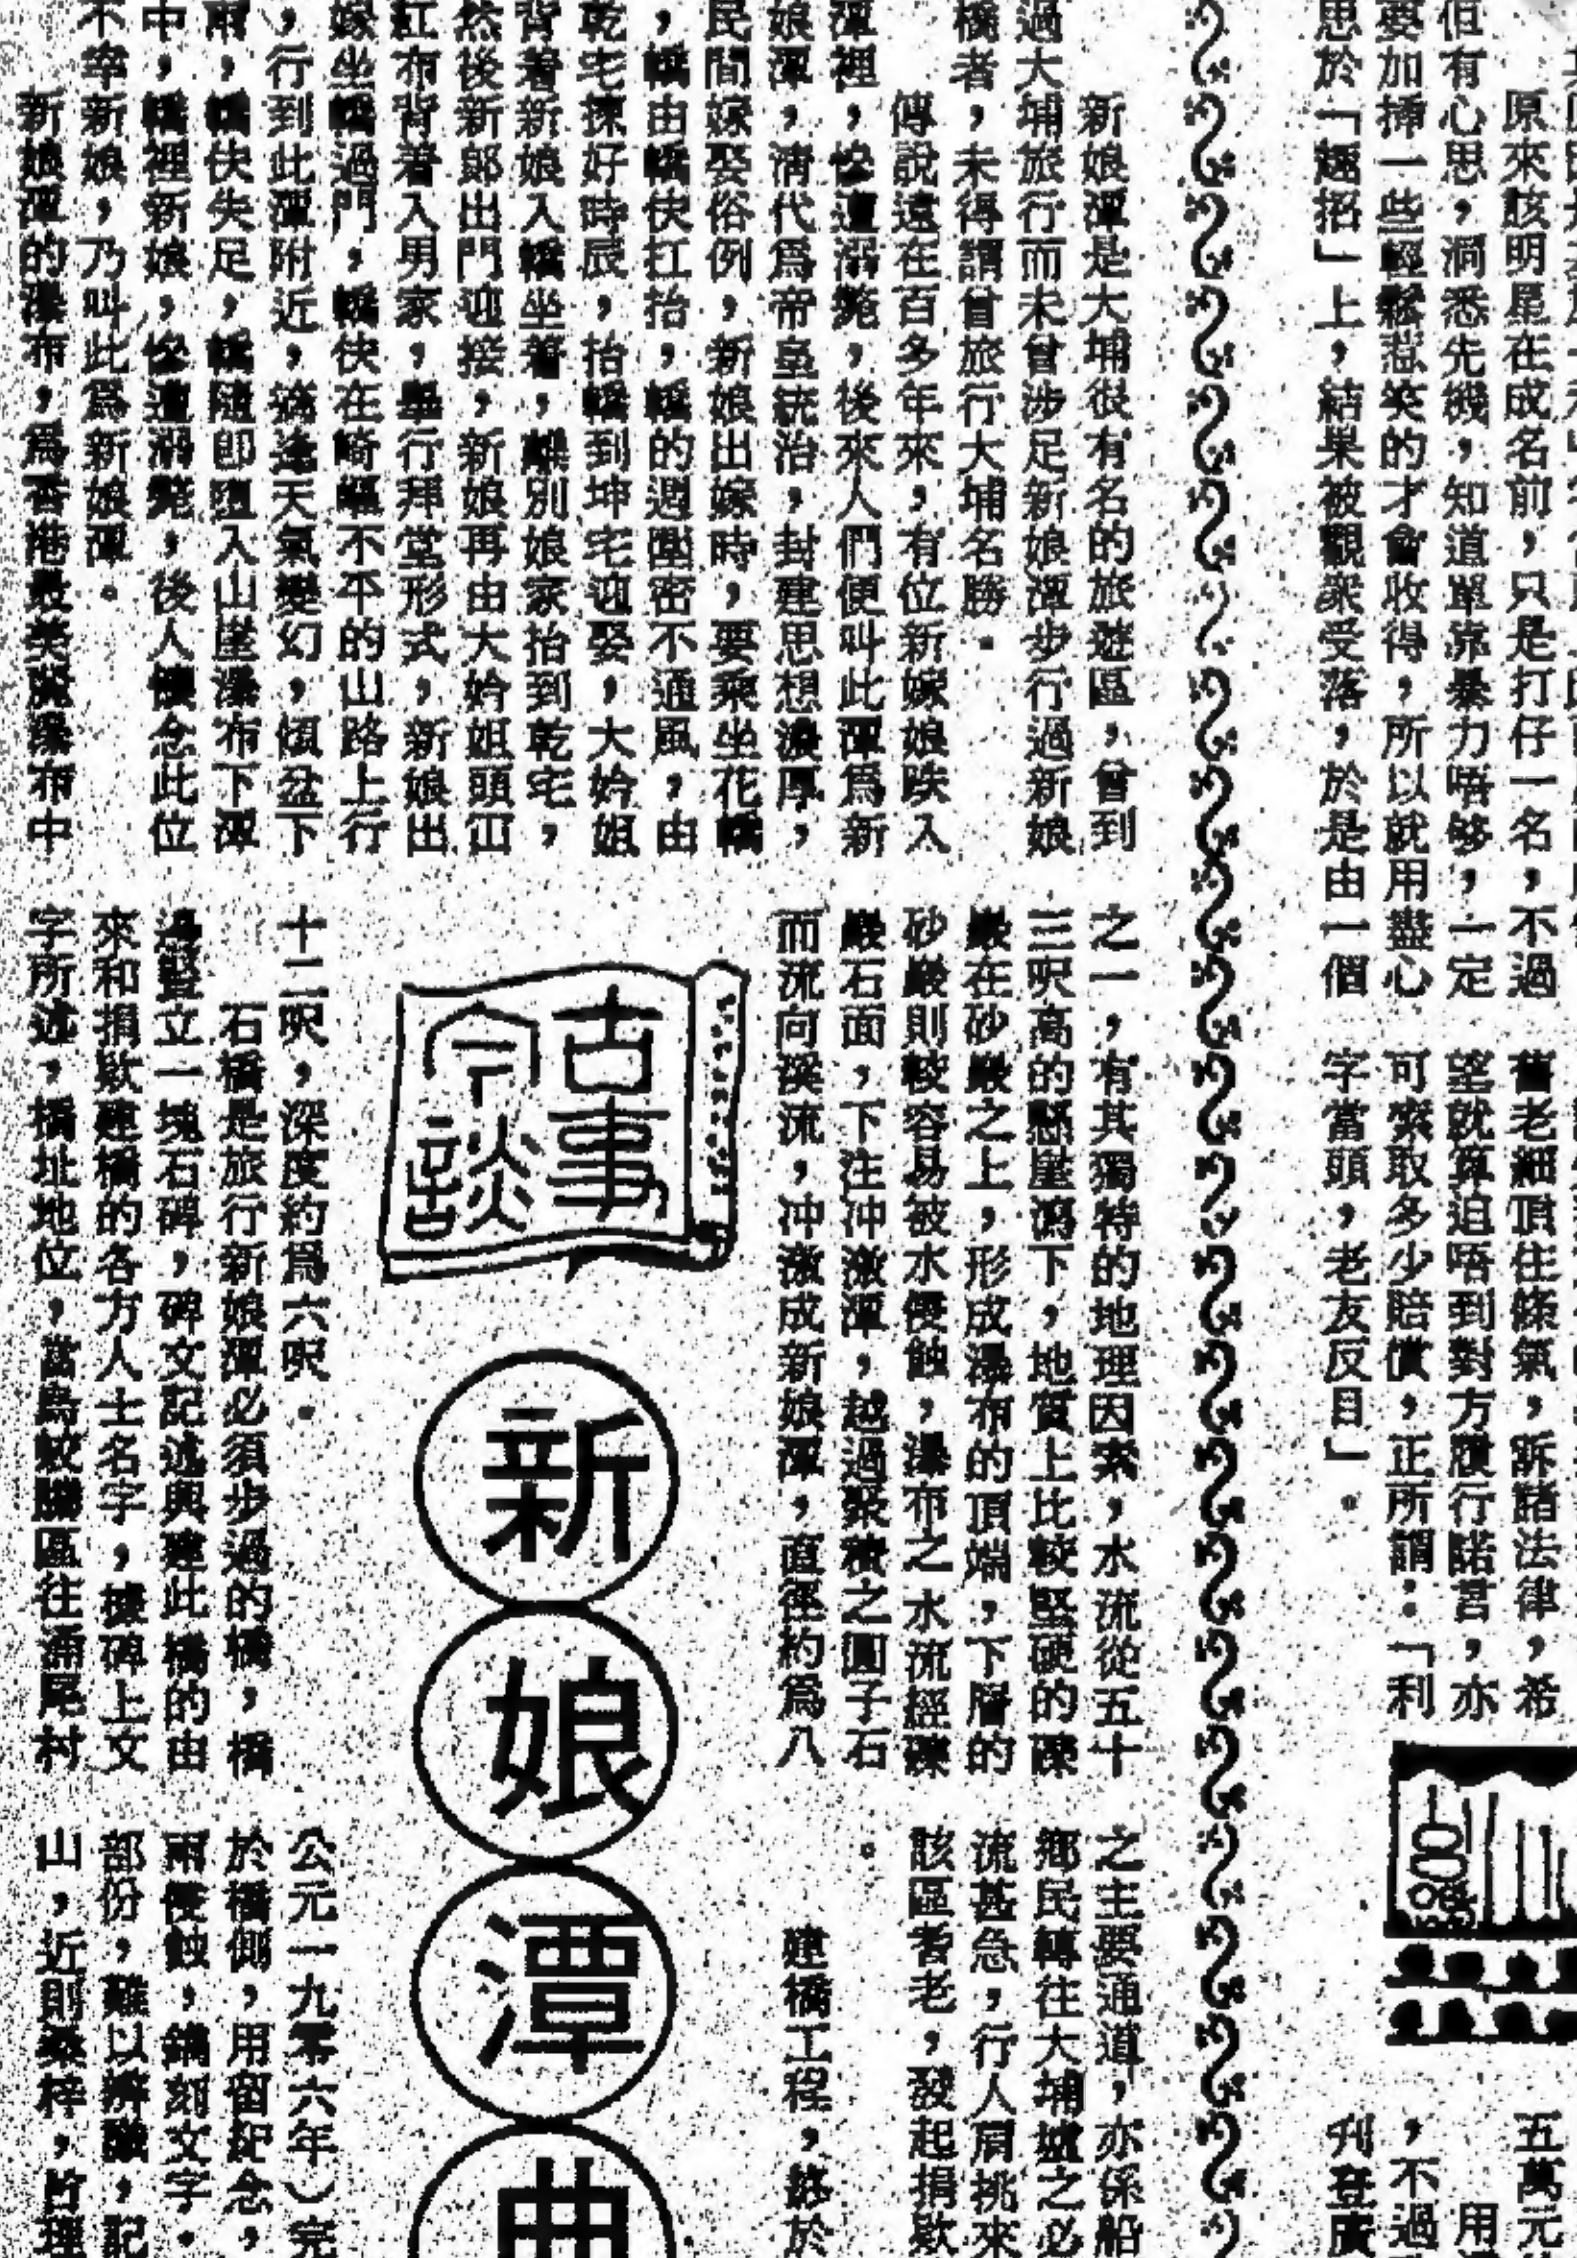 原來該明星在成名前，只是打仔一名，不過
但有心思，洞悉先機，知道單靠暴力唔夠，一定
要加插一些輕鬆惹笑的才會收得，所以就用盡心
思於「趣招」上，結果被觀衆受落，於是由一個
舊老細頂住條氣，訴諸法律，希
望就算迫唔到對方履行諾言，亦
可索取多少賠償，正所謂：「利
字當頭，老友反目」。
五萬元
用
，不過
刊登廣
新娘潭是大埔很有名的旅遊區，曾到
過大埔旅行而未曾涉足新娘潭步行過新娘
橋者，未得謂曾旅行大埔名勝。
傳說遠在百多年來，有位新嫁娘跌入
潭裡，慘遭溺斃，後來人們便叫此潭爲新
娘潭，清代爲帝皇統治，封建思想濃厚，
民間嫁娶俗例，新娘出嫁時，要乘坐花轎
，轎由轎伕扛抬，轎的週圍密不通風，由
乾宅揀好時辰，抬轎到坤宅迎娶，大妗姐
背着新娘入轎坐着，離別娘家抬到乾宅，
然後新郎出門迎接，新娘再由大妗姐頭冚
紅布背着入男家，舉行拜堂形式，新娘出
嫁坐轎過門，轎伕在崎嶇不平的山路上行
，行到此潭附近，適逢天氣變幻，傾盆下
雨，轎伕失足，轎隨即墮入山崖瀑布下潭
中，轎裡新娘，慘遭溺斃，後人懷念此位
不幸新娘，乃叫此爲新娘潭。
新娘潭的瀑布，爲香港最美麗瀑布中
之一，有其獨特的地理因素，水流從五十
三呎高的懸崖瀉下，地質上比較堅硬的礫
巖在砂巖之上，形成瀑布的頂端，下層的
砂巖則較容易被水侵蝕，瀑布之水流經礫
巖石面，下注沖激潭，越過聚積之圓子石
而流向溪流，沖激成新娘潭，直徑約爲八
古事
今談
新娘潭典
十二呎，深度約爲六呎。
石橋是旅行新娘潭必須步過的橋，橋
邊豎立一塊石碑，碑文記述興建此橋的由
來和捐欵建橋的各方人士名字，據碑上文
字所述，橋址地位，當爲較膽區往涌尾村
之主要通道，亦係船
鄉民轉往大埔墟之必
流甚急，行人肩挑來
該區耆老，發起捐欵
。
建橋工程，終於
公元一九零六年）完
於橋側，用留紀念，
雨侵蝕，鐫刻文字，
部份，難以辨識，記
山，近則桑梓，皆理